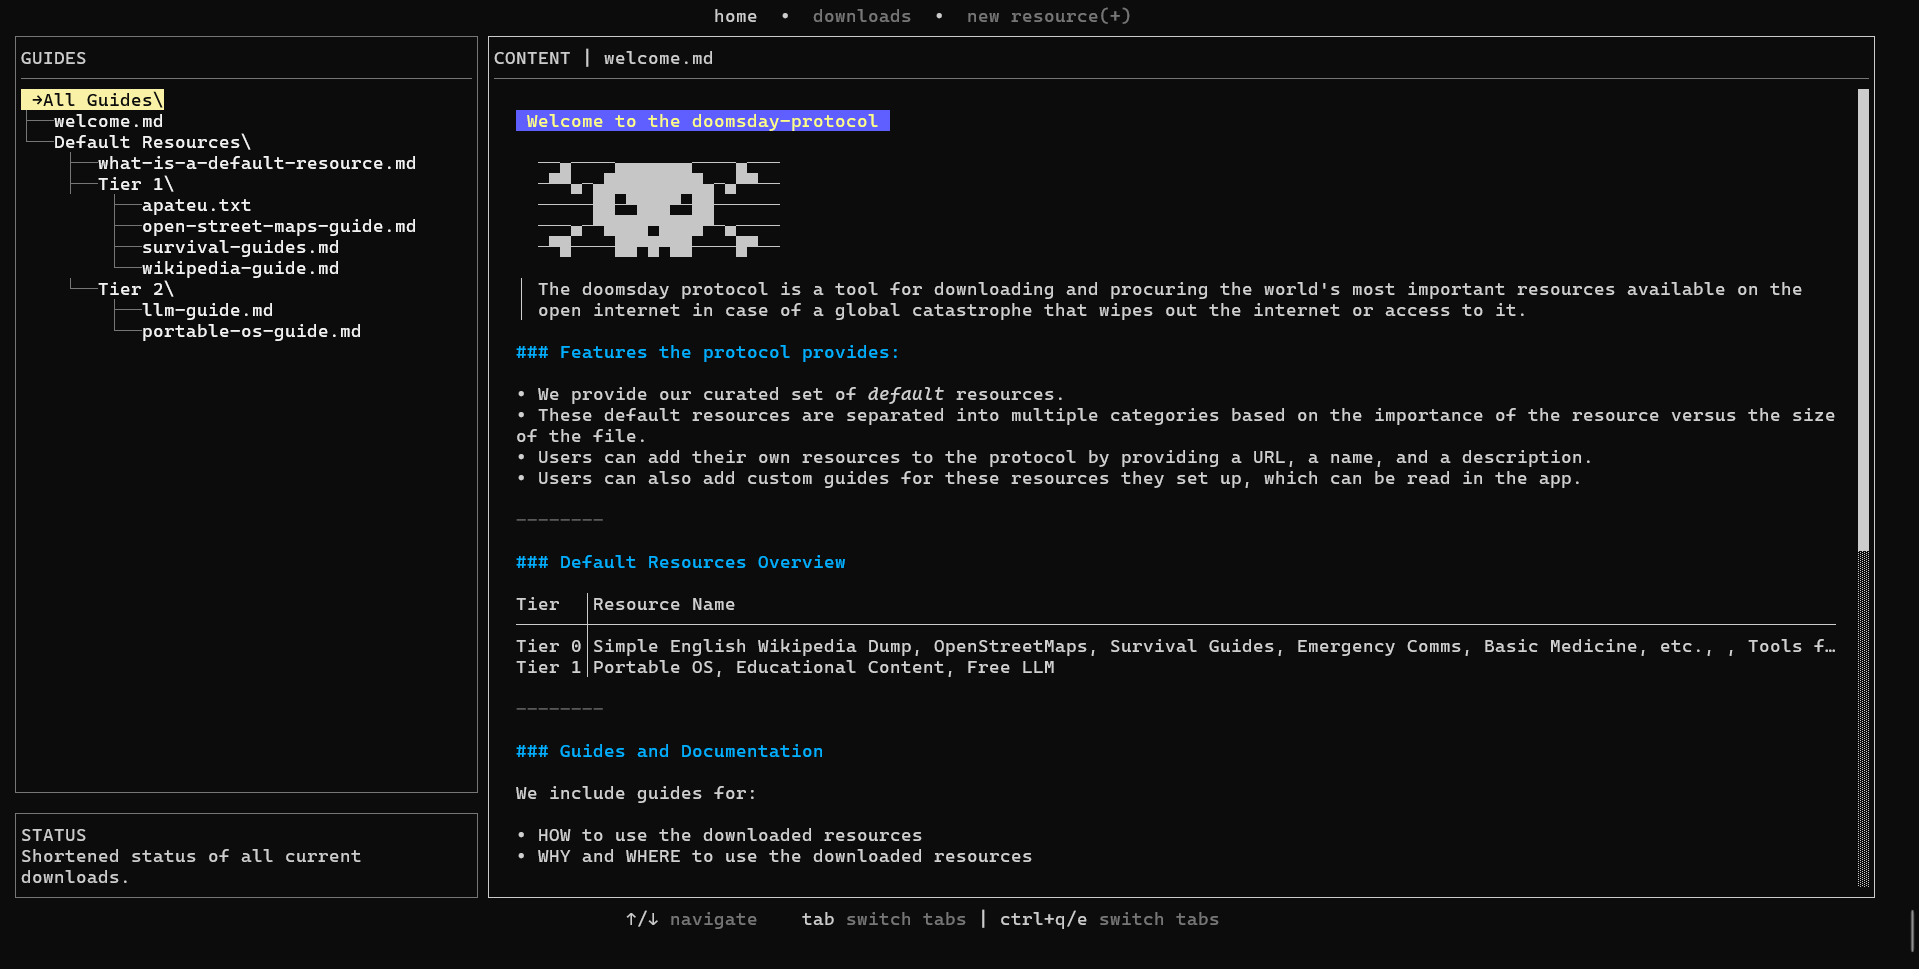 home • downloads • new resource(+)
GUIDES
→All Guides\
welcome.md
Default Resources\
what-is-a-default-resource.md
Tier 1\
apateu.txt
open-street-maps-guide.md
survival-guides.md
wikipedia-guide.md
Tier 2\
llm-guide.md
portable-os-guide.md
STATUS
Shortened status of all current
downloads.
CONTENT | welcome.md
Welcome to the doomsday-protocol
The doomsday protocol is a tool for downloading and procuring the world's most important resources available on the
open internet in case of a global catastrophe that wipes out the internet or access to it.
### Features the protocol provides:
• We provide our curated set of default resources.
• These default resources are separated into multiple categories based on the importance of the resource versus the size
of the file.
• Users can add their own resources to the protocol by providing a URL, a name, and a description.
• Users can also add custom guides for these resources they set up, which can be read in the app.
--------
### Default Resources Overview
Tier | Resource Name
Tier 0 | Simple English Wikipedia Dump, OpenStreetMaps, Survival Guides, Emergency Comms, Basic Medicine, etc., , Tools f…
Tier 1 | Portable OS, Educational Content, Free LLM
--------
### Guides and Documentation
We include guides for:
• HOW to use the downloaded resources
• WHY and WHERE to use the downloaded resources
↑/↓ navigate tab switch tabs | ctrl+q/e switch tabs